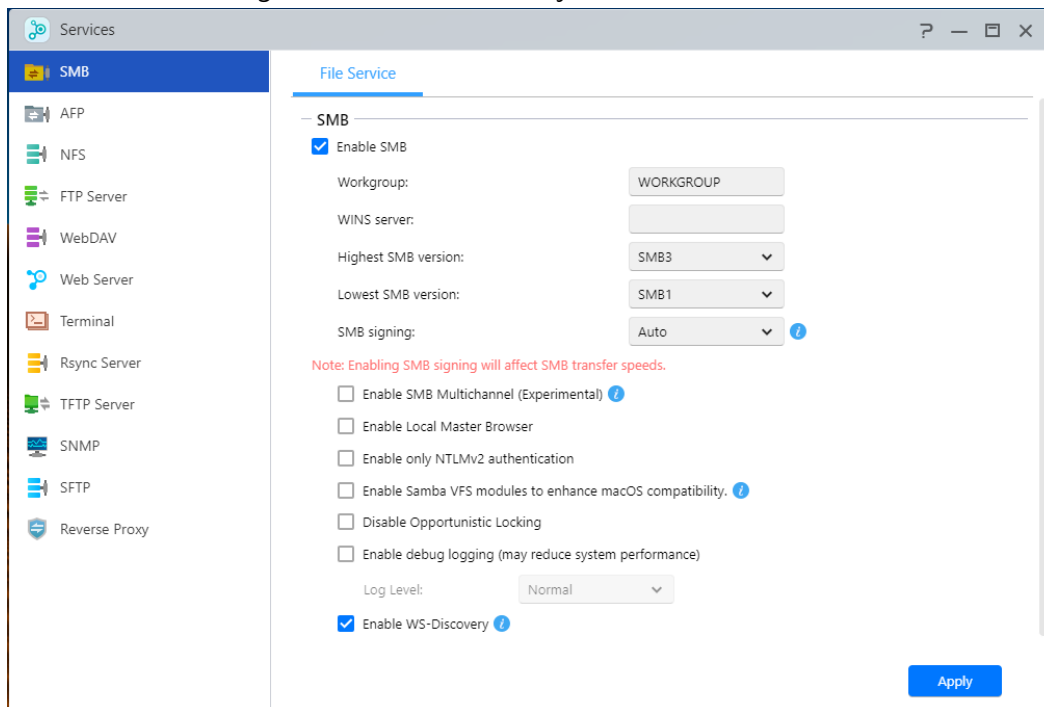 Services
SMB
AFP
NFS
FTP Server
WebDAV
Web Server
Terminal
Rsync Server
TFTP Server
SNMP
SFTP
Reverse Proxy
File Service
SMB
Enable SMB
Workgroup: WORKGROUP
WINS server:
Highest SMB version: SMB3
Lowest SMB version: SMB1
SMB signing: Auto
Note: Enabling SMB signing will affect SMB transfer speeds.
Enable SMB Multichannel (Experimental)
Enable Local Master Browser
Enable only NTLMv2 authentication
Enable Samba VFS modules to enhance macOS compatibility.
Disable Opportunistic Locking
Enable debug logging (may reduce system performance)
Log Level: Normal
Enable WS-Discovery
Apply